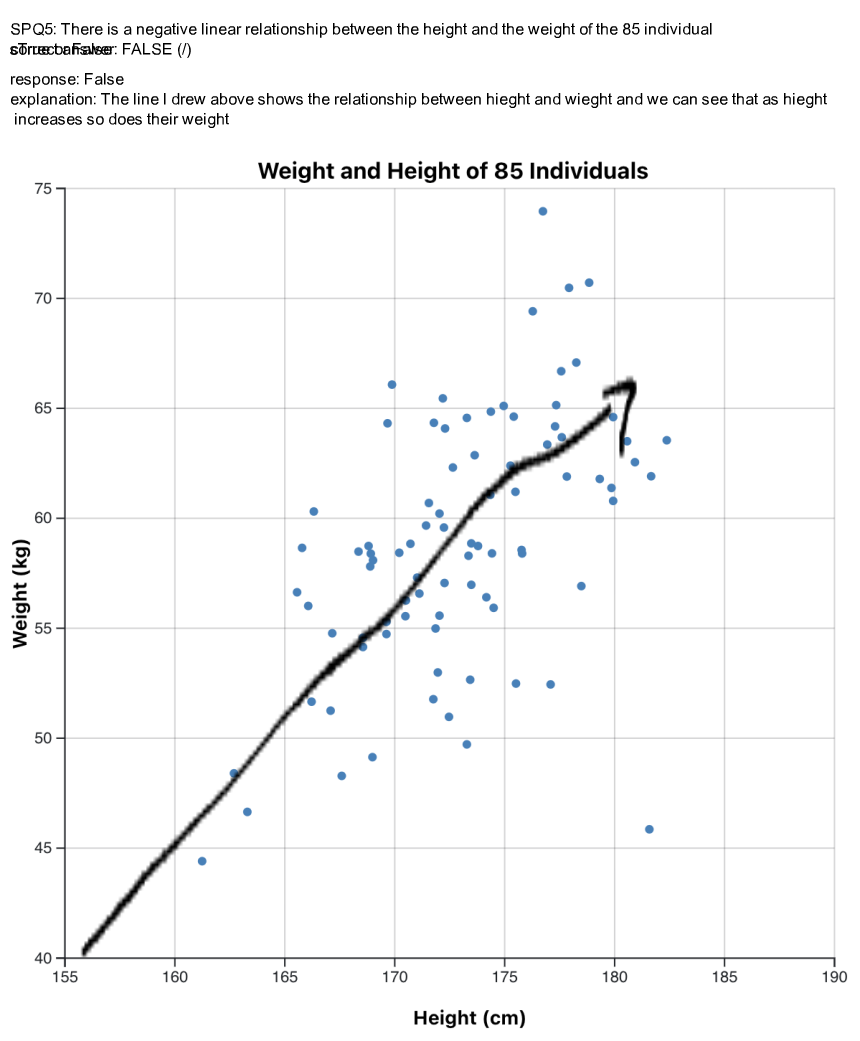 SPQ5: There is a negative linear relationship between the height and the weight of the 85 individual
FALSE (/)
response: False
explanation: The line I drew above shows the relationship between hieght and wieght and we can see that as hieght
increases so does their weight
Weight and Height of 85 Individuals
75
70
65
60
55
50
45
40
Weight (kg)
155 160 165 170 175 180 185 190
Height (cm)